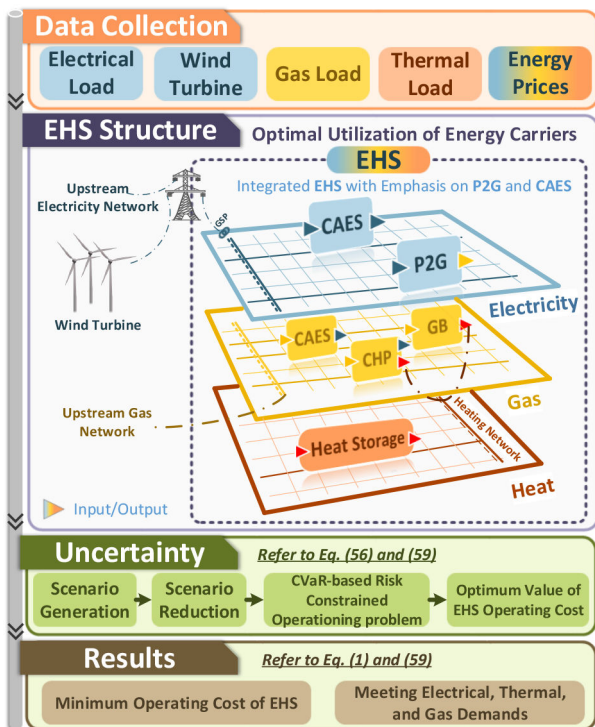 Data Collection
Electrical
Load
Wind
Turbine
Gas Load
Thermal
Load
Energy
Prices
EHS Structure
Optimal Utilization of Energy Carriers
EHS
Integrated EHS with Emphasis on P2G and CAES
Upstream
Electricity Network
GSP
CAES
P2G
Wind Turbine
Electricity
CAES
GB
CHP
Gas
Upstream Gas
Network
Heating Network
Heat Storage
Heat
Input/Output
Uncertainty
Refer to Eq. (56) and (59)
Scenario
Generation
Scenario
Reduction
CVaR-based Risk
Constrained
Operationing problem
Optimum Value of
EHS Operating Cost
Results
Refer to Eq. (1) and (59)
Minimum Operating Cost of EHS
Meeting Electrical, Thermal,
and Gas Demands